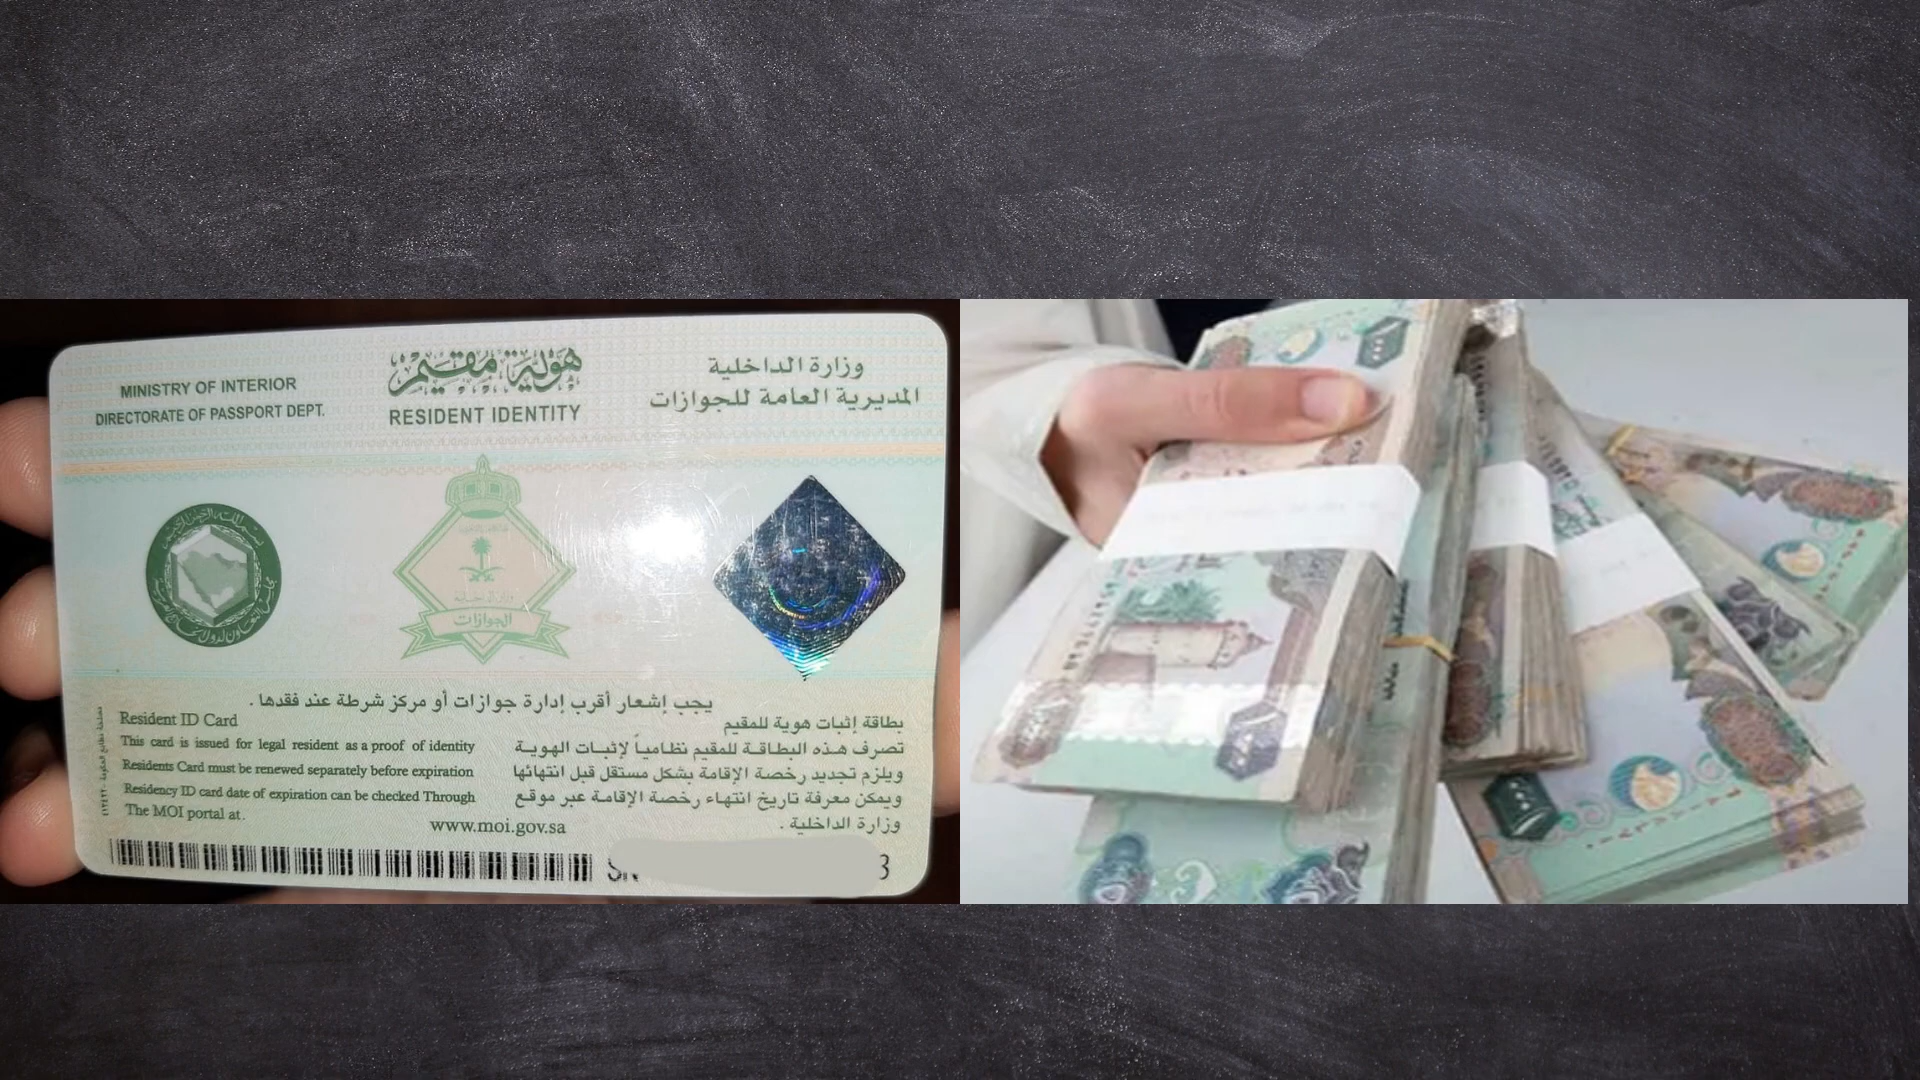 MINISTRY OF INTERIOR
DIRECTORATE OF PASSPORT DEPT.
هوية مقيم
RESIDENT IDENTITY
وزارة الداخلية
المديرية العامة للجوازات
وزارة الداخلية
الجوازات
يجب إشعار أقرب إدارة جوازات أو مركز شرطة عند فقدها .
Resident ID Card
This card is issued for legal resident as a proof of identity
Residents Card must be renewed separately before expiration
Residency ID card date of expiration can be checked Through
The MOI portal at.
www.moi.gov.sa
بطاقة إثبات هوية للمقيم
تصرف هذه البطاقة للمقيم نظامياً لإثبات الهوية
ويلزم تجديد رخصة الإقامة بشكل مستقل قبل انتهائها
ويمكن معرفة تاريخ انتهاء رخصة الإقامة عبر موقع
وزارة الداخلية .
3